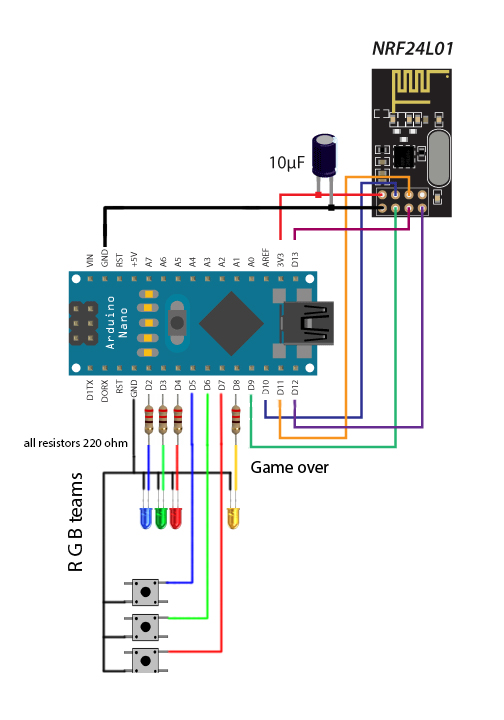 NRF24L01
10µF
VIN GND RST +5V A7 A6 A5 A4 A3 A2 A1 A0 AREF 3V3 D13
Arduino
Nano
D1TX DORX RST GND D2 D3 D4 D5 D6 D7 D8 D9 D10 D11 D12
all resistors 220 ohm
Game over
R G B teams